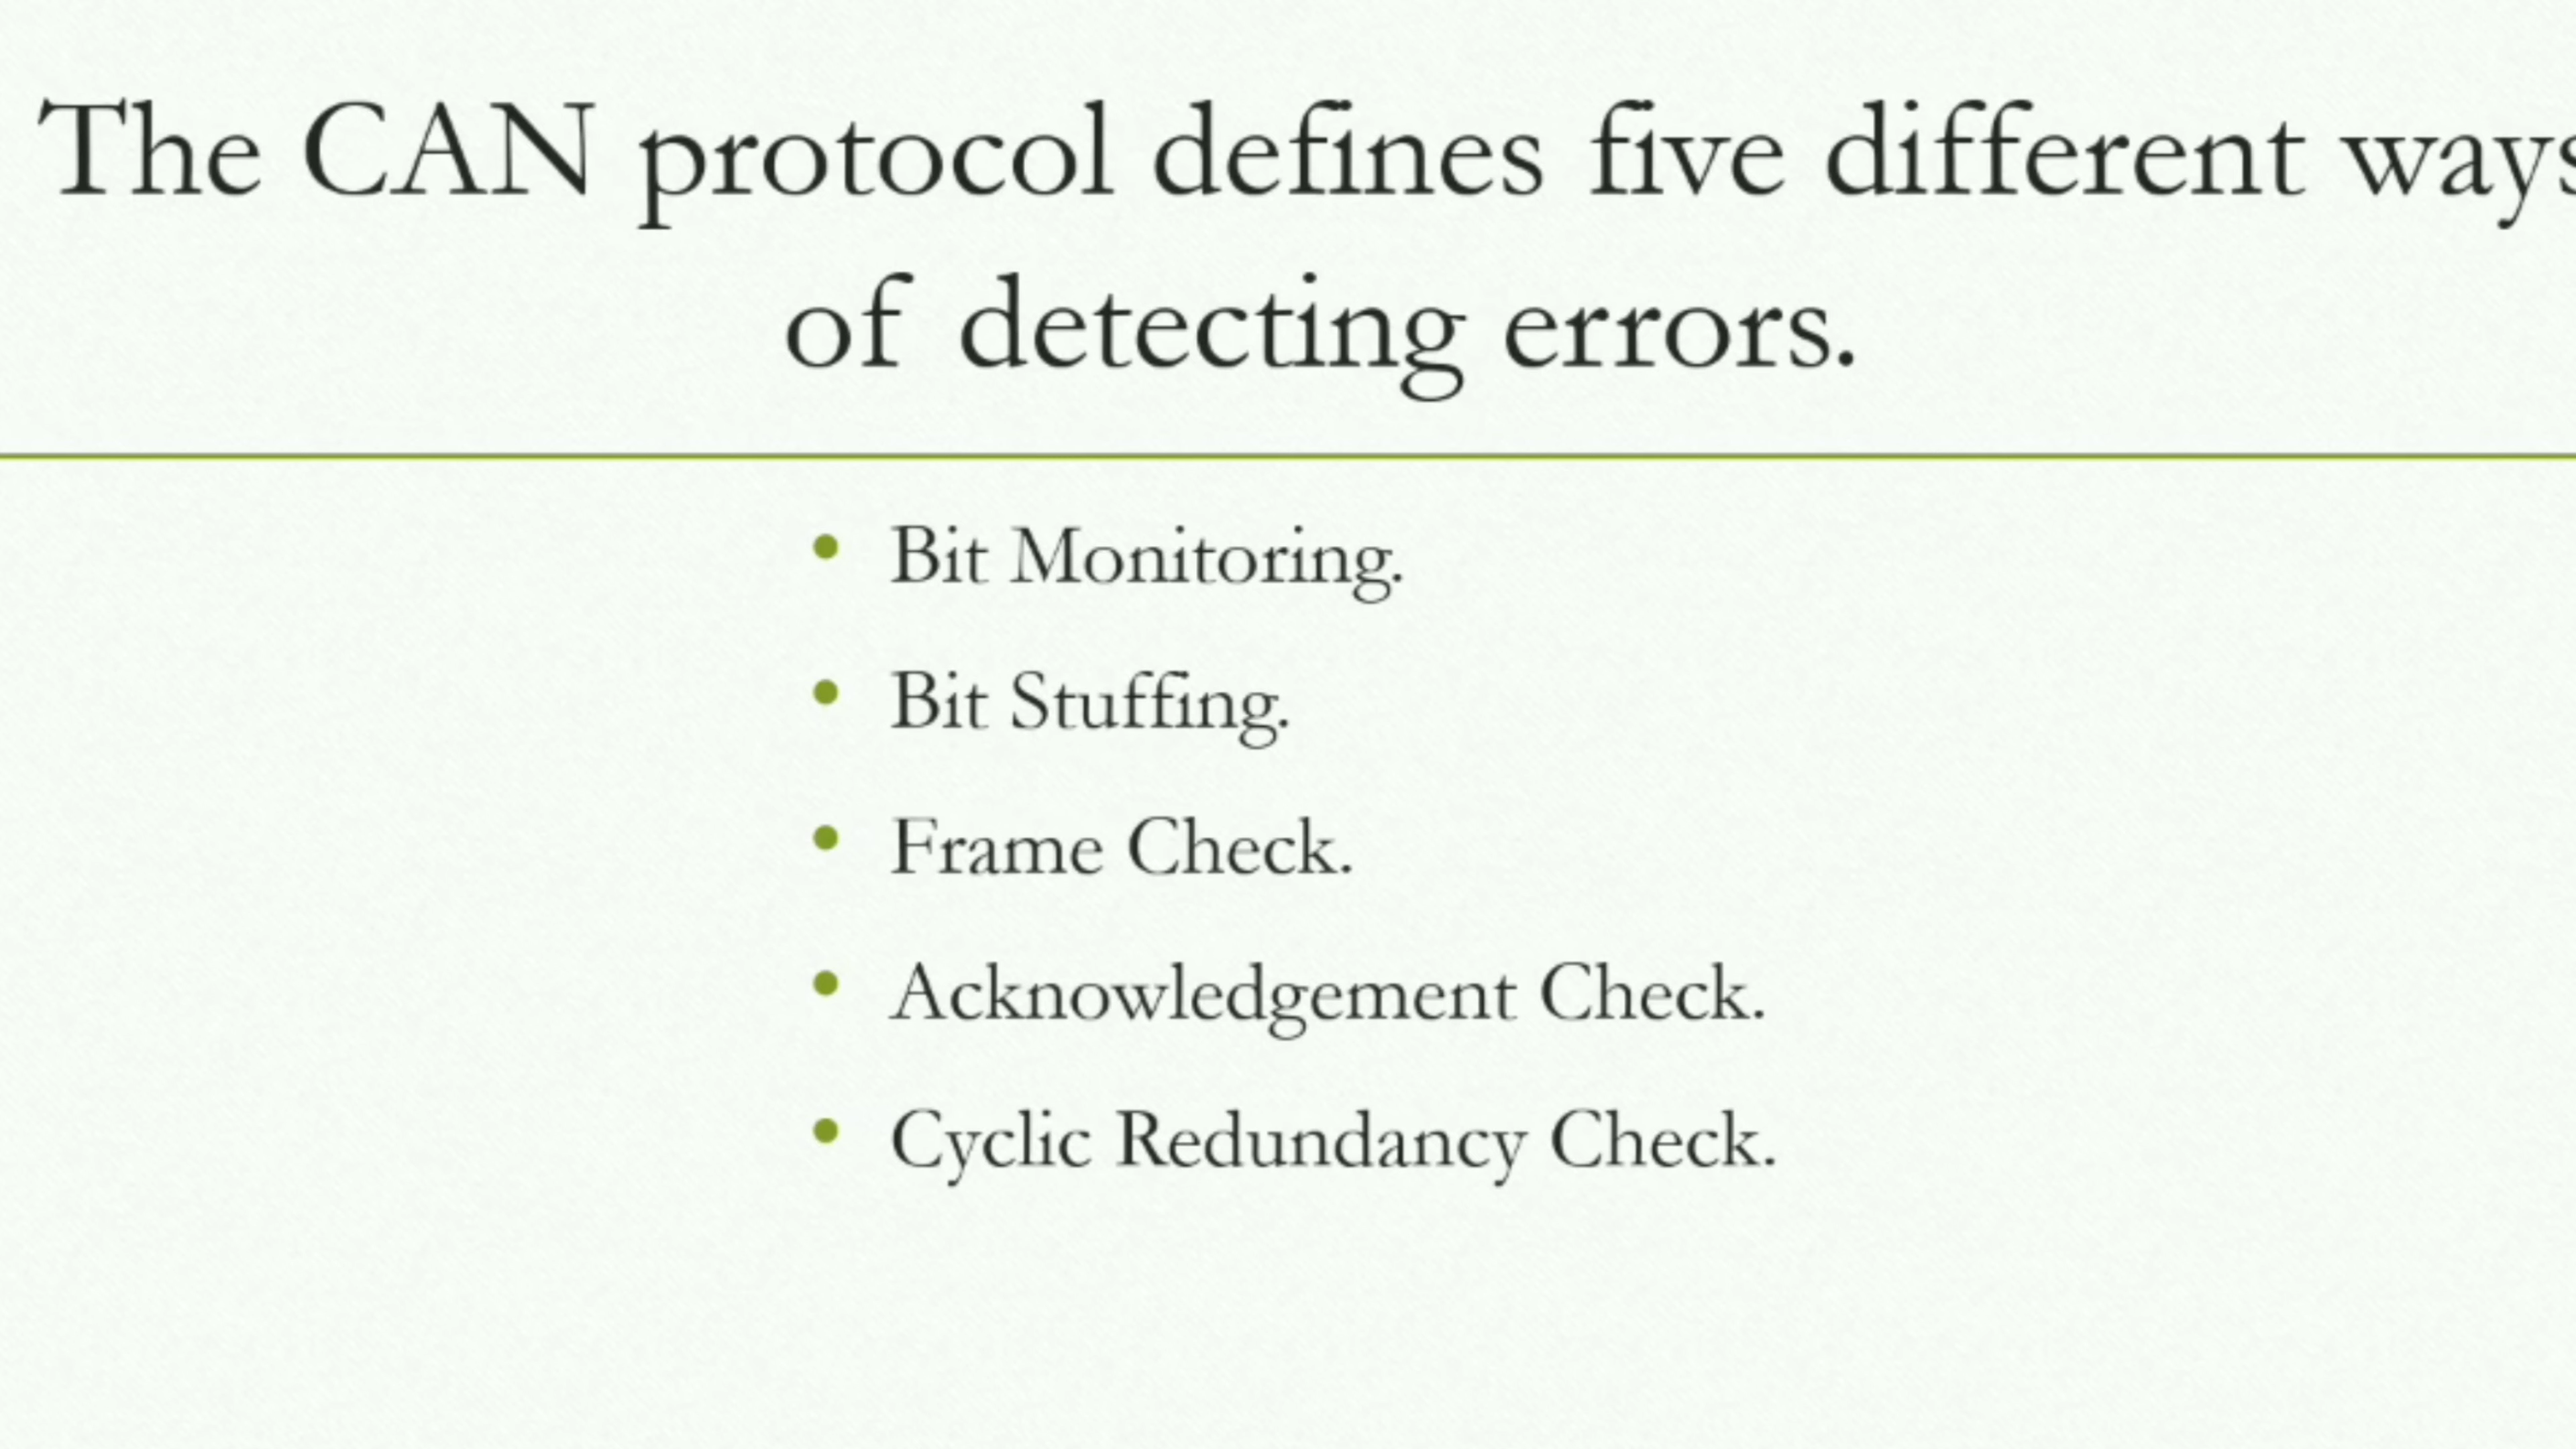 The CAN protocol defines five different ways
of detecting errors.
• Bit Monitoring.
• Bit Stuffing.
• Frame Check.
• Acknowledgement Check.
• Cyclic Redundancy Check.